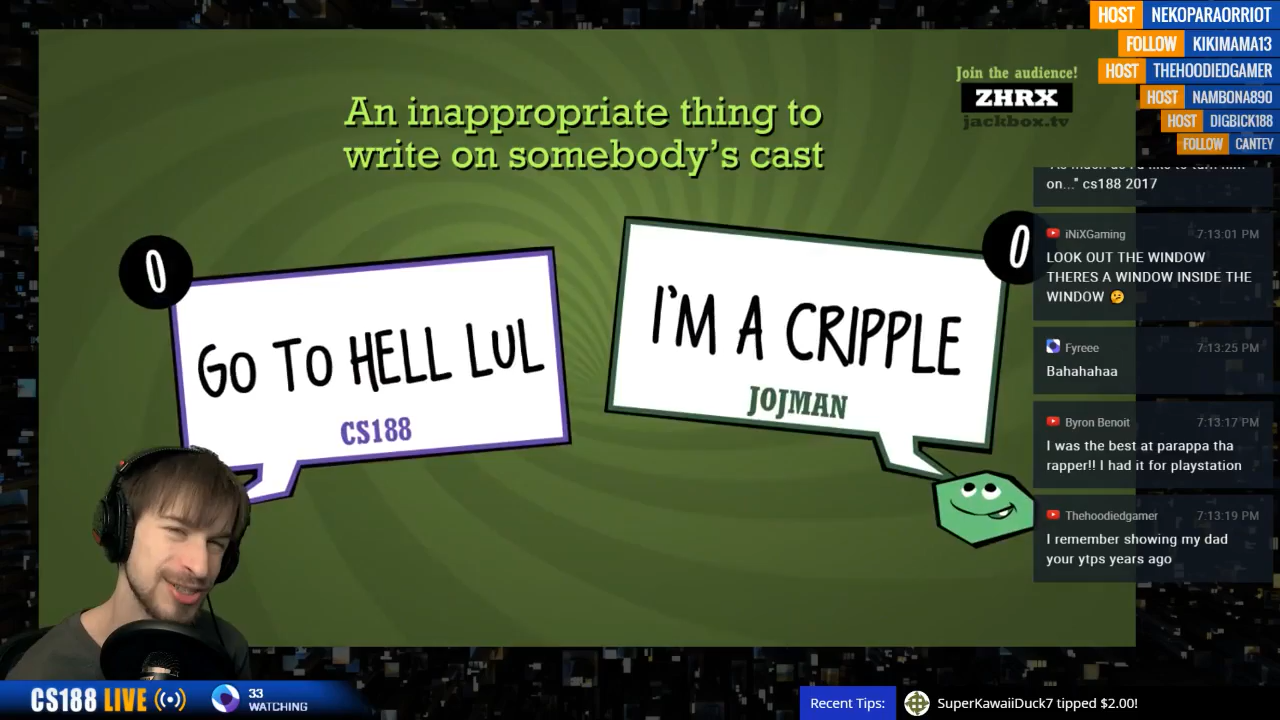 An inappropriate thing to
write on somebody's cast
Join the audience!
ZHRX
jackbox.tv
0
GO TO HELL LUL
CS188
0
I'M A CRIPPLE
JOJMAN
HOST NEKOPARAORRIOT
FOLLOW KIKIMAMA13
HOST THEHOODIEDGAMER
HOST NAMBONA890
HOST DIGBICK188
FOLLOW CANTEY
on..." cs188 2017
iNiXGaming 7:13:01 PM
LOOK OUT THE WINDOW
THERES A WINDOW INSIDE THE
WINDOW 🤔
Fyreee 7:13:25 PM
Bahahahaa
Byron Benoit 7:13:17 PM
I was the best at parappa tha
rapper!! I had it for playstation
Thehoodiedgamer 7:13:19 PM
I remember showing my dad
your ytps years ago
CS188 LIVE
33
WATCHING
Recent Tips: SuperKawaiiDuck7 tipped $2.00!